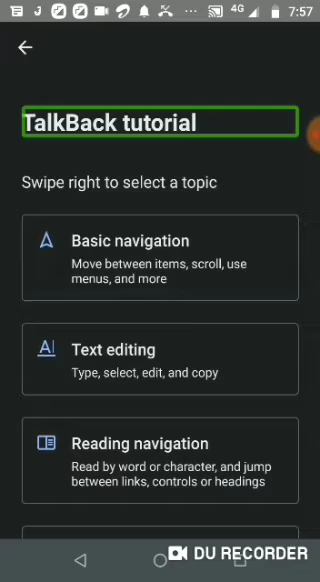 J
4G
7:57
TalkBack tutorial
Swipe right to select a topic
Basic navigation
Move between items, scroll, use
menus, and more
Text editing
Type, select, edit, and copy
Reading navigation
Read by word or character, and jump
between links, controls or headings
DU RECORDER